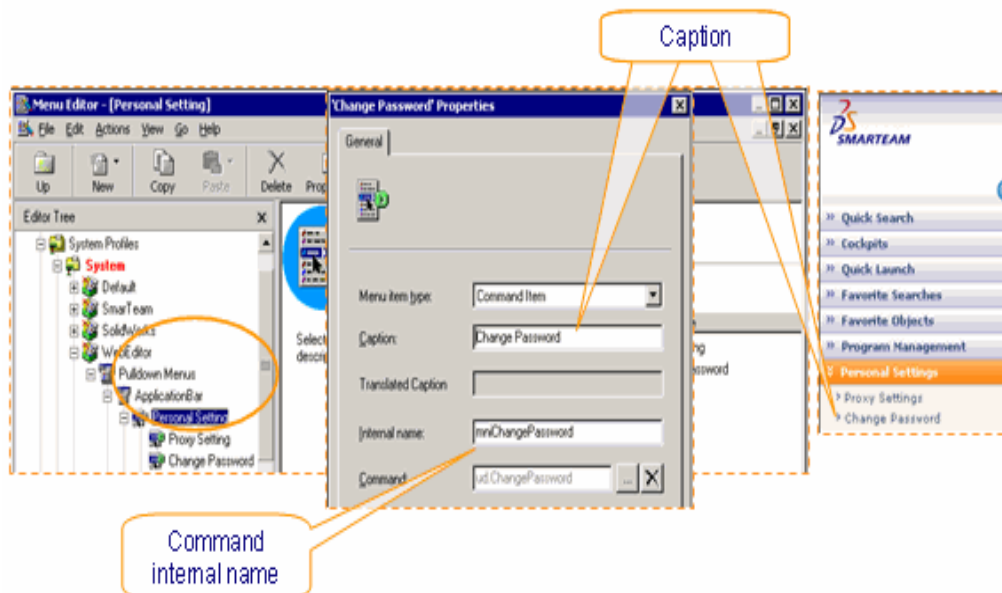 Caption
Menu Editor - [Personal Setting]
File Edit Actions View Go Help
Up New Copy Paste Delete
Editor Tree
System Profiles
System
Default
SmarTeam
SolidWorks
WebEditor
Pulldown Menus
ApplicationBar
Personal Setting
Proxy Setting
Change Password
'Change Password' Properties
General
Menu item type: Command Item
Caption: Change Password
Translated Caption
Internal name: mniChangePassword
Command: ud.ChangePassword ...
SMARTEAM
Quick Search
Cockpits
Quick Launch
Favorite Searches
Favorite Objects
Program Management
Personal Settings
Proxy Settings
Change Password
Command
internal name